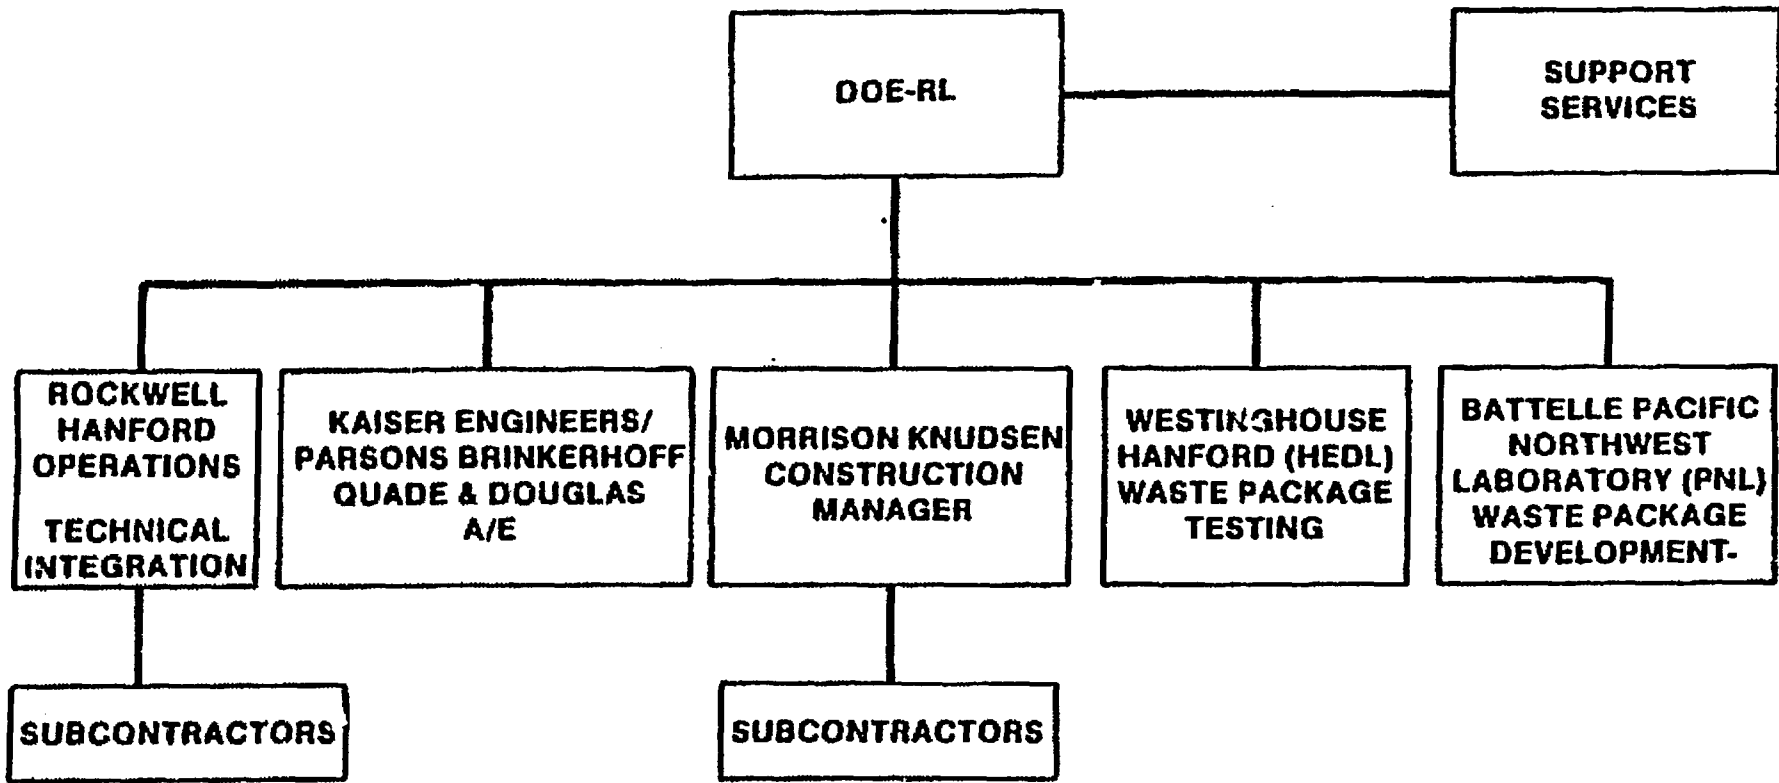 DOE-RL
SUPPORT
SERVICES
ROCKWELL
HANFORD
OPERATIONS
TECHNICAL
INTEGRATION
KAISER ENGINEERS/
PARSONS BRINKERHOFF
QUADE & DOUGLAS
A/E
MORRISON KNUDSEN
CONSTRUCTION
MANAGER
WESTINGHOUSE
HANFORD (HEDL)
WASTE PACKAGE
TESTING
BATTELLE PACIFIC
NORTHWEST
LABORATORY (PNL)
WASTE PACKAGE
DEVELOPMENT-
SUBCONTRACTORS
SUBCONTRACTORS